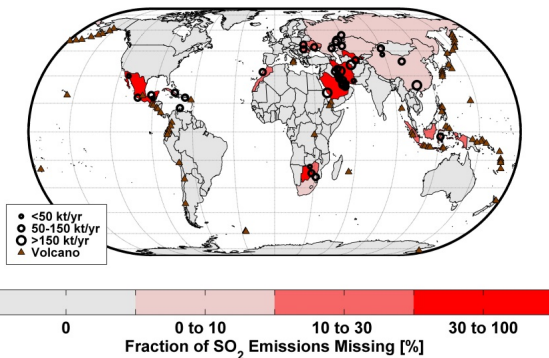 <50 kt/yr
50-150 kt/yr
>150 kt/yr
Volcano
0
0 to 10
10 to 30
30 to 100
Fraction of SO₂ Emissions Missing [%]